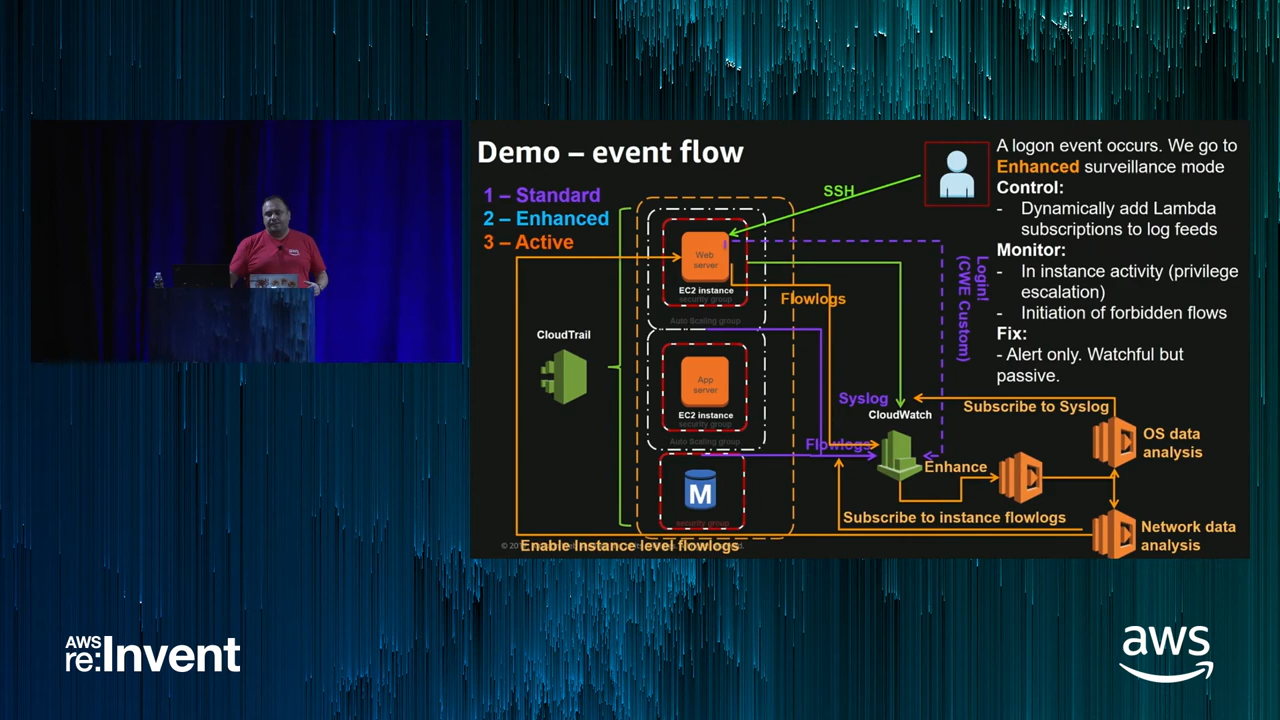 Demo – event flow
1 – Standard
2 – Enhanced
3 – Active
CloudTrail
SSH
Web
server
EC2 instance
security group
Auto Scaling group
App
server
EC2 instance
security group
Auto Scaling group
M
security group
Flowlogs
Login!
(CWE Custom)
Syslog
CloudWatch
Flowlogs
Enhance
Subscribe to Syslog
Subscribe to instance flowlogs
Enable Instance level flowlogs
OS data
analysis
Network data
analysis
A logon event occurs. We go to
Enhanced surveillance mode
Control:
- Dynamically add Lambda
subscriptions to log feeds
Monitor:
- In instance activity (privilege
escalation)
- Initiation of forbidden flows
Fix:
- Alert only. Watchful but
passive.
aws
AWS
re:Invent
aws